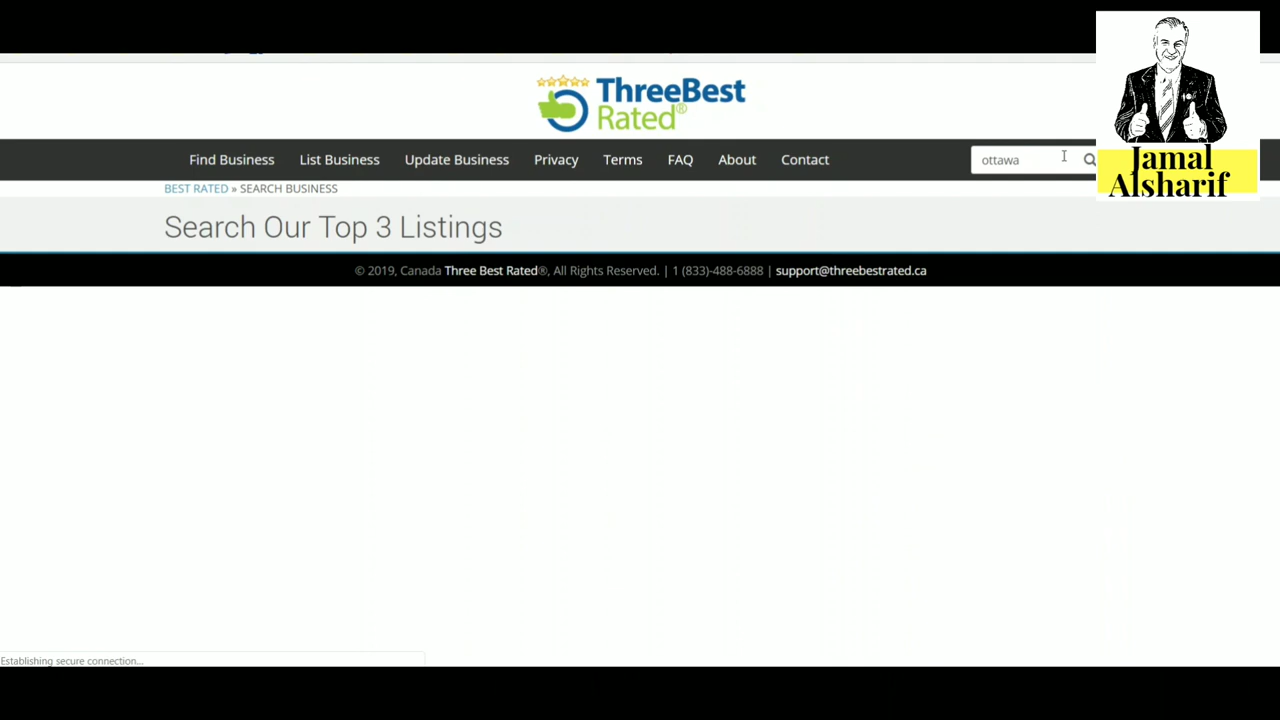 ThreeBest
Rated®
Find Business List Business Update Business Privacy Terms FAQ About Contact ottawa
Jamal
Alsharif
BEST RATED » SEARCH BUSINESS
Search Our Top 3 Listings
© 2019, Canada Three Best Rated®, All Rights Reserved. | 1 (833)-488-6888 | support@threebestrated.ca
Establishing secure connection...